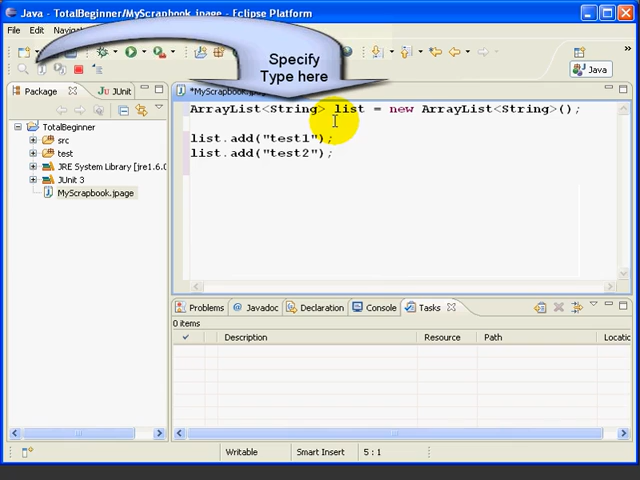 Java - TotalBeginner/MyScrapbook.jpage - Eclipse Platform
File
Edit
Specify
Type here
Java
Package
JUnit
*MyScrapbook.jpage
TotalBeginner
src
test
JRE System Library [jre1.6.0
JUnit 3
MyScrapbook.jpage
ArrayList<String> list = new ArrayList<String>();
list.add("test1");
list.add("test2");
Problems
Javadoc
Declaration
Console
Tasks
0 items
Description
Resource
Path
Locatio
Writable
Smart Insert
5 : 1